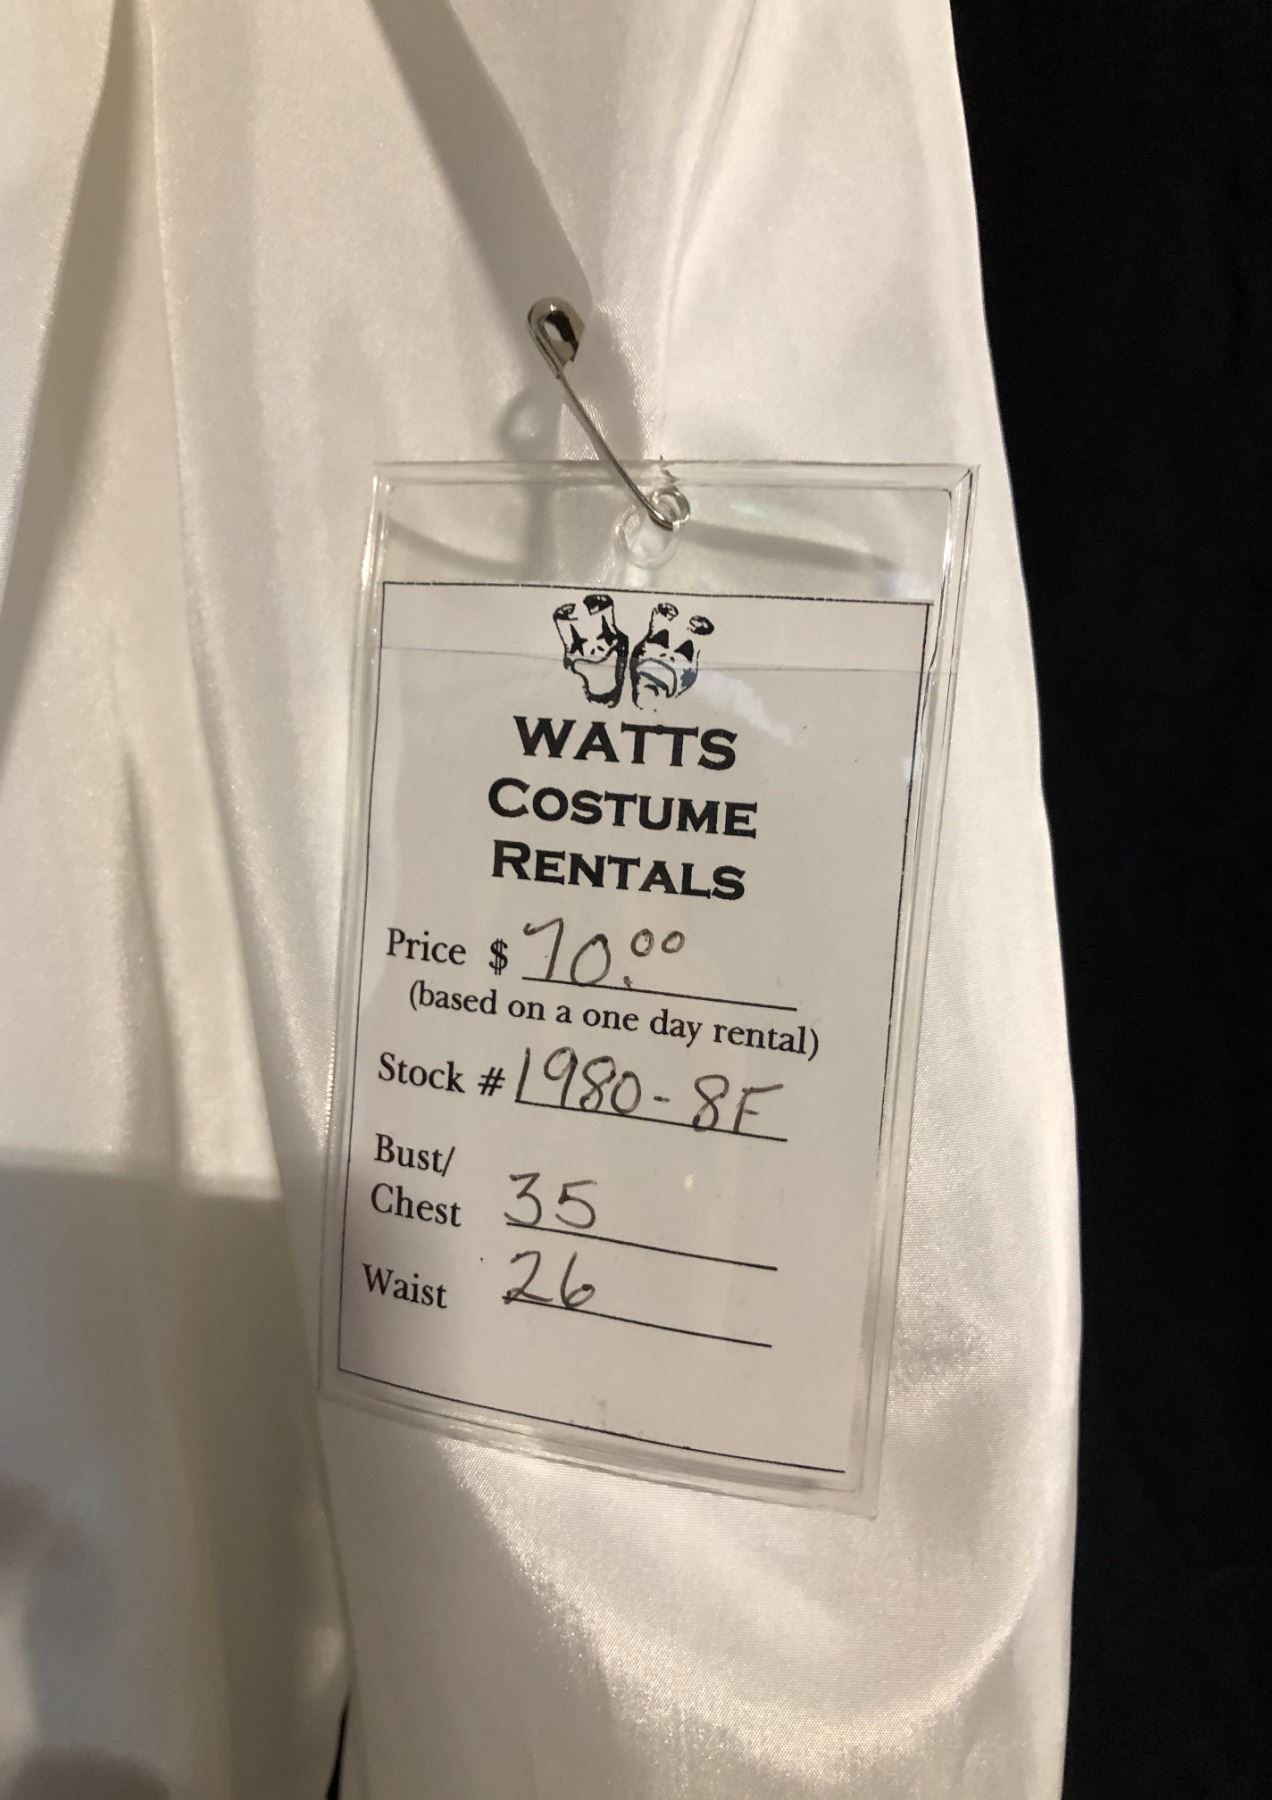 WATTS
COSTUME
RENTALS
Price $ 70.00
(based on a one day rental)
Stock # 1980-8F
Bust/
Chest 35
Waist 26